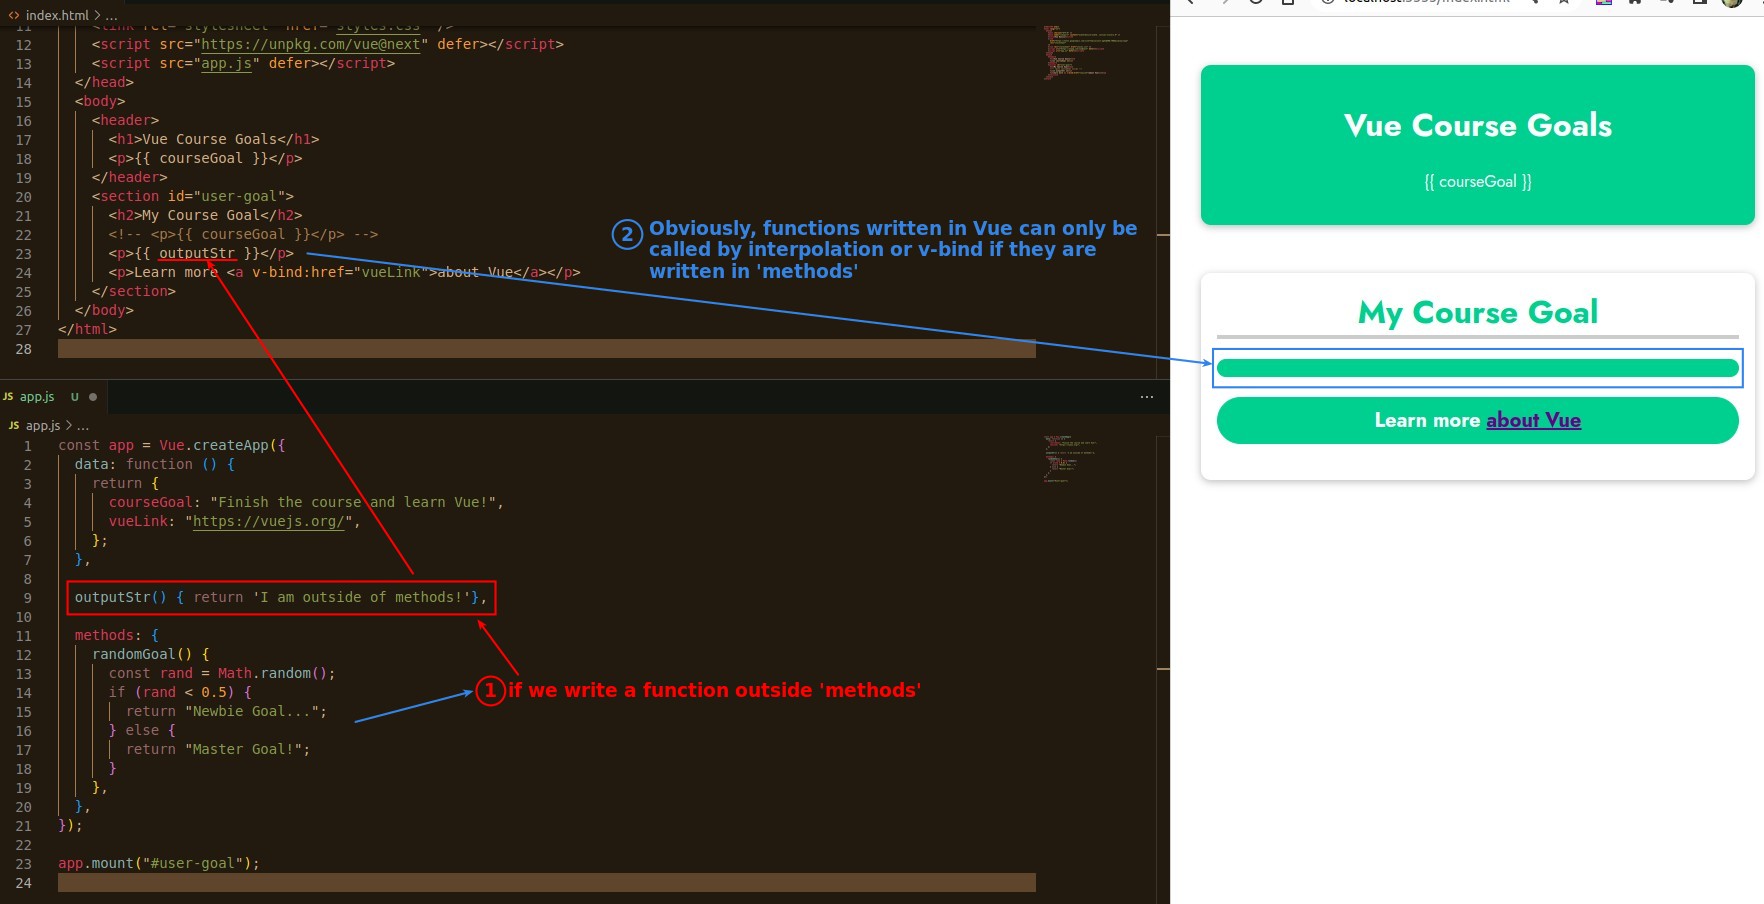 index.html > ...
11 <link rel="stylesheet" href="styles.css" />
12 <script src="https://unpkg.com/vue@next" defer></script>
13 <script src="app.js" defer></script>
14 </head>
15 <body>
16 <header>
17 <h1>Vue Course Goals</h1>
18 <p>{{ courseGoal }}</p>
19 </header>
20 <section id="user-goal">
21 <h2>My Course Goal</h2>
22 <!-- <p>{{ courseGoal }}</p> -->
23 <p>{{ outputStr }}</p>
24 <p>Learn more <a v-bind:href="vueLink">about Vue</a></p>
25 </section>
26 </body>
27 </html>
28
② Obviously, functions written in Vue can only be
called by interpolation or v-bind if they are
written in 'methods'
JS app.js U ● ...
JS app.js > ...
1 const app = Vue.createApp({
2 data: function () {
3 return {
4 courseGoal: "Finish the course and learn Vue!",
5 vueLink: "https://vuejs.org/",
6 };
7 },
8
9 outputStr() { return 'I am outside of methods!'},
10
11 methods: {
12 randomGoal() {
13 const rand = Math.random();
14 if (rand < 0.5) {
15 return "Newbie Goal...";
16 } else {
17 return "Master Goal!";
18 }
19 },
20 },
21 });
22
23 app.mount("#user-goal");
24
① if we write a function outside 'methods'
Vue Course Goals
{{ courseGoal }}
My Course Goal
Learn more about Vue